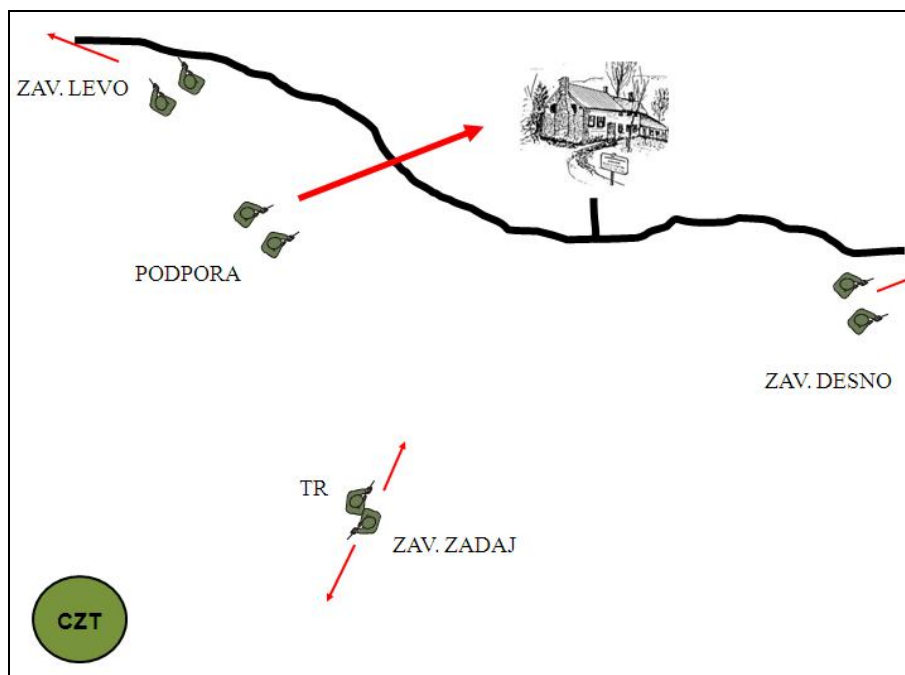 ZAV. LEVO
PODPORA
ZAV. DESNO
TR
ZAV. ZADAJ
CZT